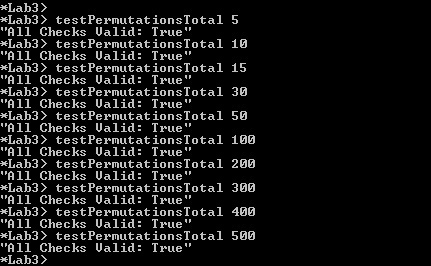 *Lab3>
*Lab3> testPermutationsTotal 5
"All Checks Valid: True"
*Lab3> testPermutationsTotal 10
"All Checks Valid: True"
*Lab3> testPermutationsTotal 15
"All Checks Valid: True"
*Lab3> testPermutationsTotal 30
"All Checks Valid: True"
*Lab3> testPermutationsTotal 50
"All Checks Valid: True"
*Lab3> testPermutationsTotal 100
"All Checks Valid: True"
*Lab3> testPermutationsTotal 200
"All Checks Valid: True"
*Lab3> testPermutationsTotal 300
"All Checks Valid: True"
*Lab3> testPermutationsTotal 400
"All Checks Valid: True"
*Lab3> testPermutationsTotal 500
"All Checks Valid: True"
*Lab3>